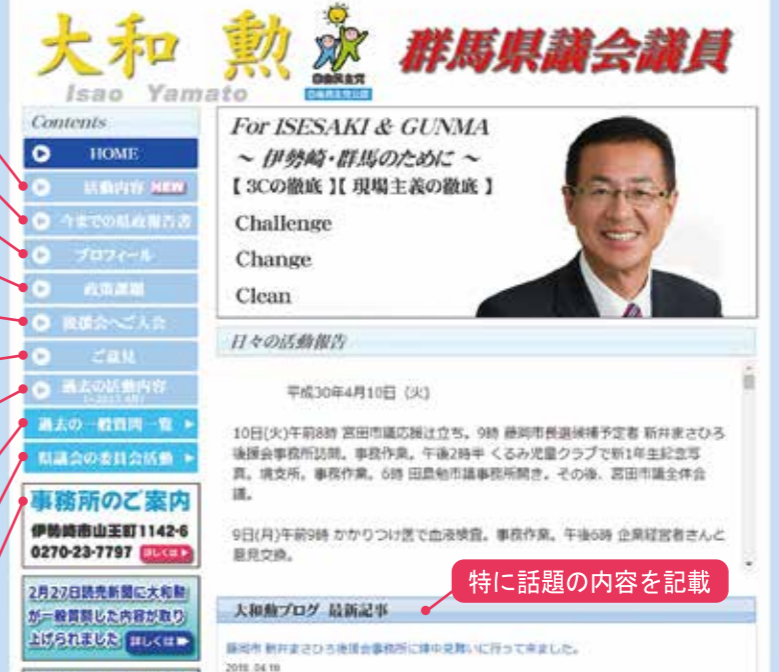 大和 勲
Isao Yamato
自由民主党
自由民主党公認
群馬県議会議員
Contents
HOME
活動内容 NEW
今までの県政報告書
プロフィール
政策課題
後援会へご入会
ご意見
過去の活動内容
過去の一般質問一覧
県議会の委員会活動
事務所のご案内
伊勢崎市山王町1142-6
0270-23-7797 詳しくは
2月27日読売新聞に大和勲
が一般質問した内容が取り
上げられました 詳しくは
For ISESAKI & GUNMA
～ 伊勢崎・群馬のために ～
【 3Cの徹底 】【 現場主義の徹底 】
Challenge
Change
Clean
日々の活動報告
平成30年4月10日（火）
10日(火)午前8時 宮田市議応援辻立ち。9時 藤岡市長選候補予定者 新井まさひろ
後援会事務所訪問。事務作業。午後2時半 くるみ児童クラブで新1年生記念写
真。境支所。事務作業。6時 田島勉市議事務所開き。その後、宮田市議全体会
議。
9日(月)午前9時 かかりつけ医で血液検査。事務作業。午後6時 企業経営者さんと
意見交換。
特に話題の内容を記載
大和勲ブログ 最新記事
藤岡市 新井まさひろ後援会事務所に陣中見舞いに行って来ました。